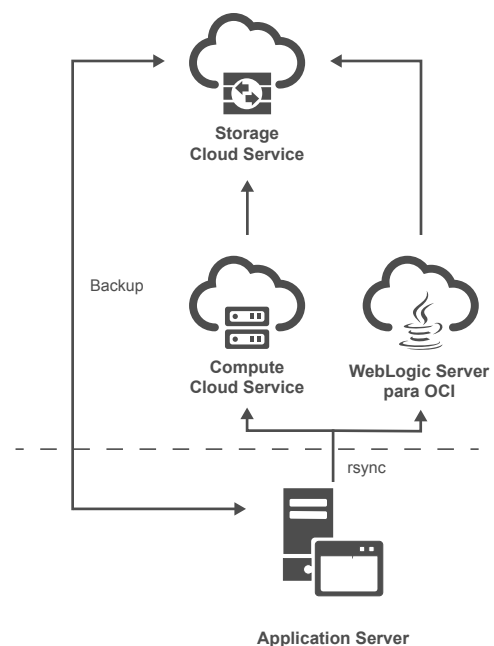 Storage
Cloud Service
Backup
Compute
Cloud Service
WebLogic Server
para OCI
rsync
Application Server